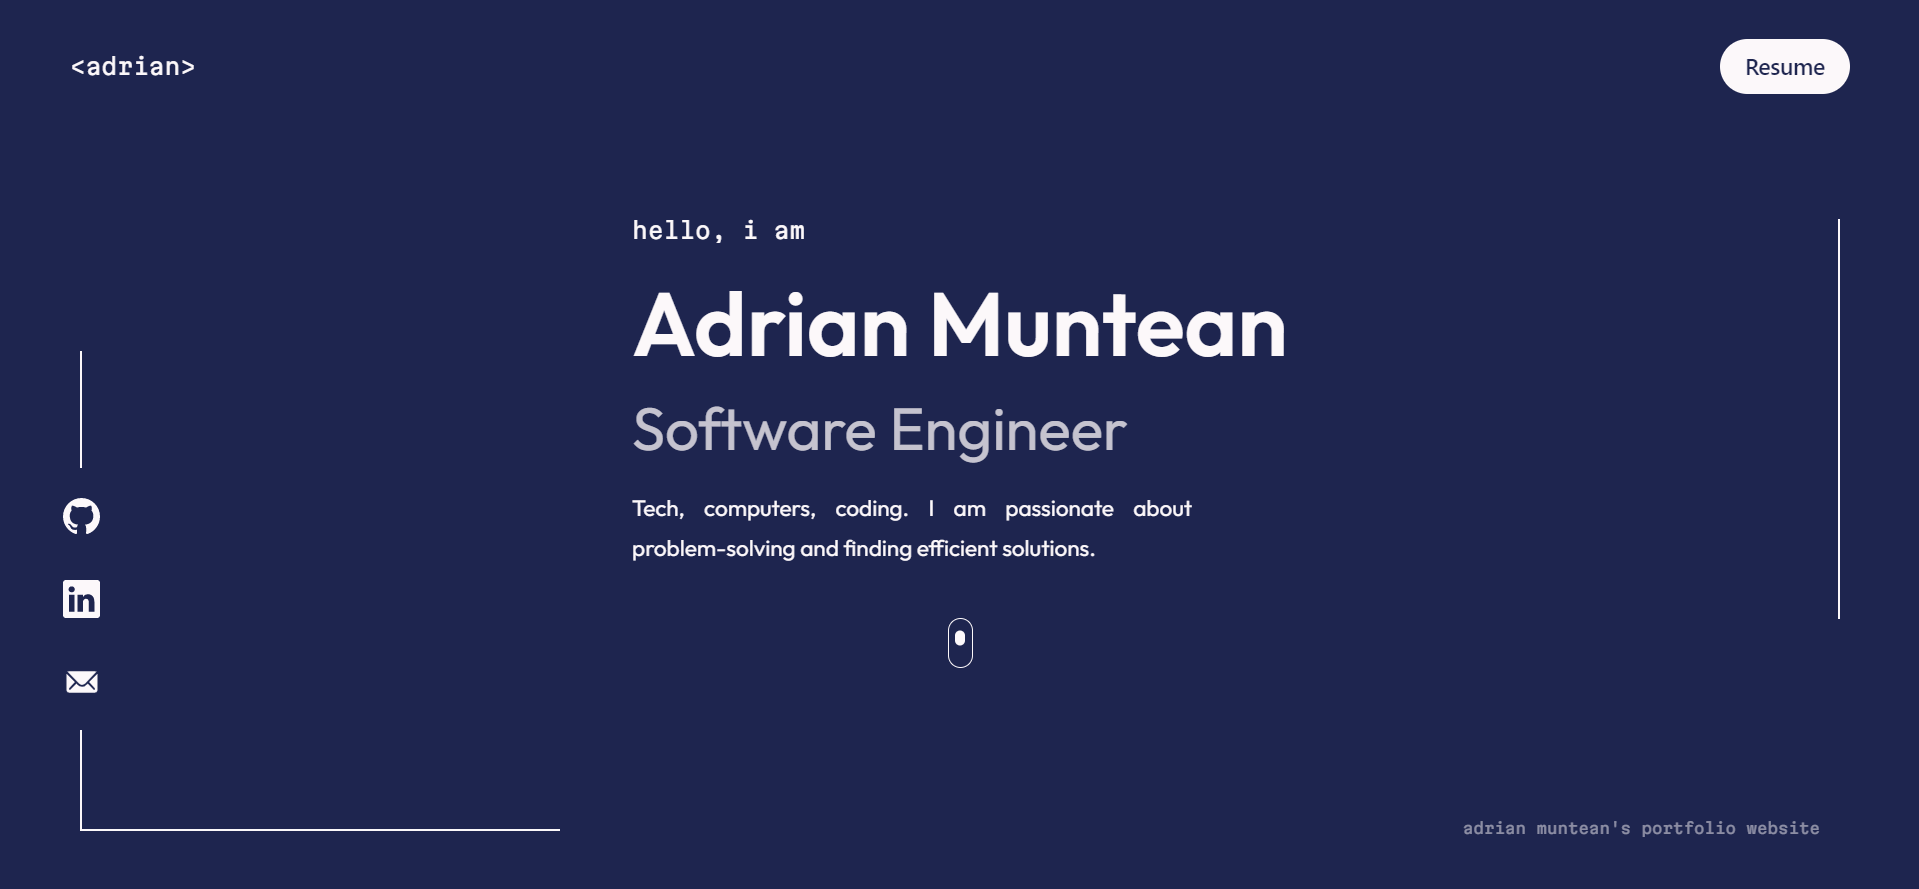 <adrian>
Resume
hello, i am
Adrian Muntean
Software Engineer
Tech, computers, coding. I am passionate about
problem-solving and finding efficient solutions.
in
adrian muntean's portfolio website